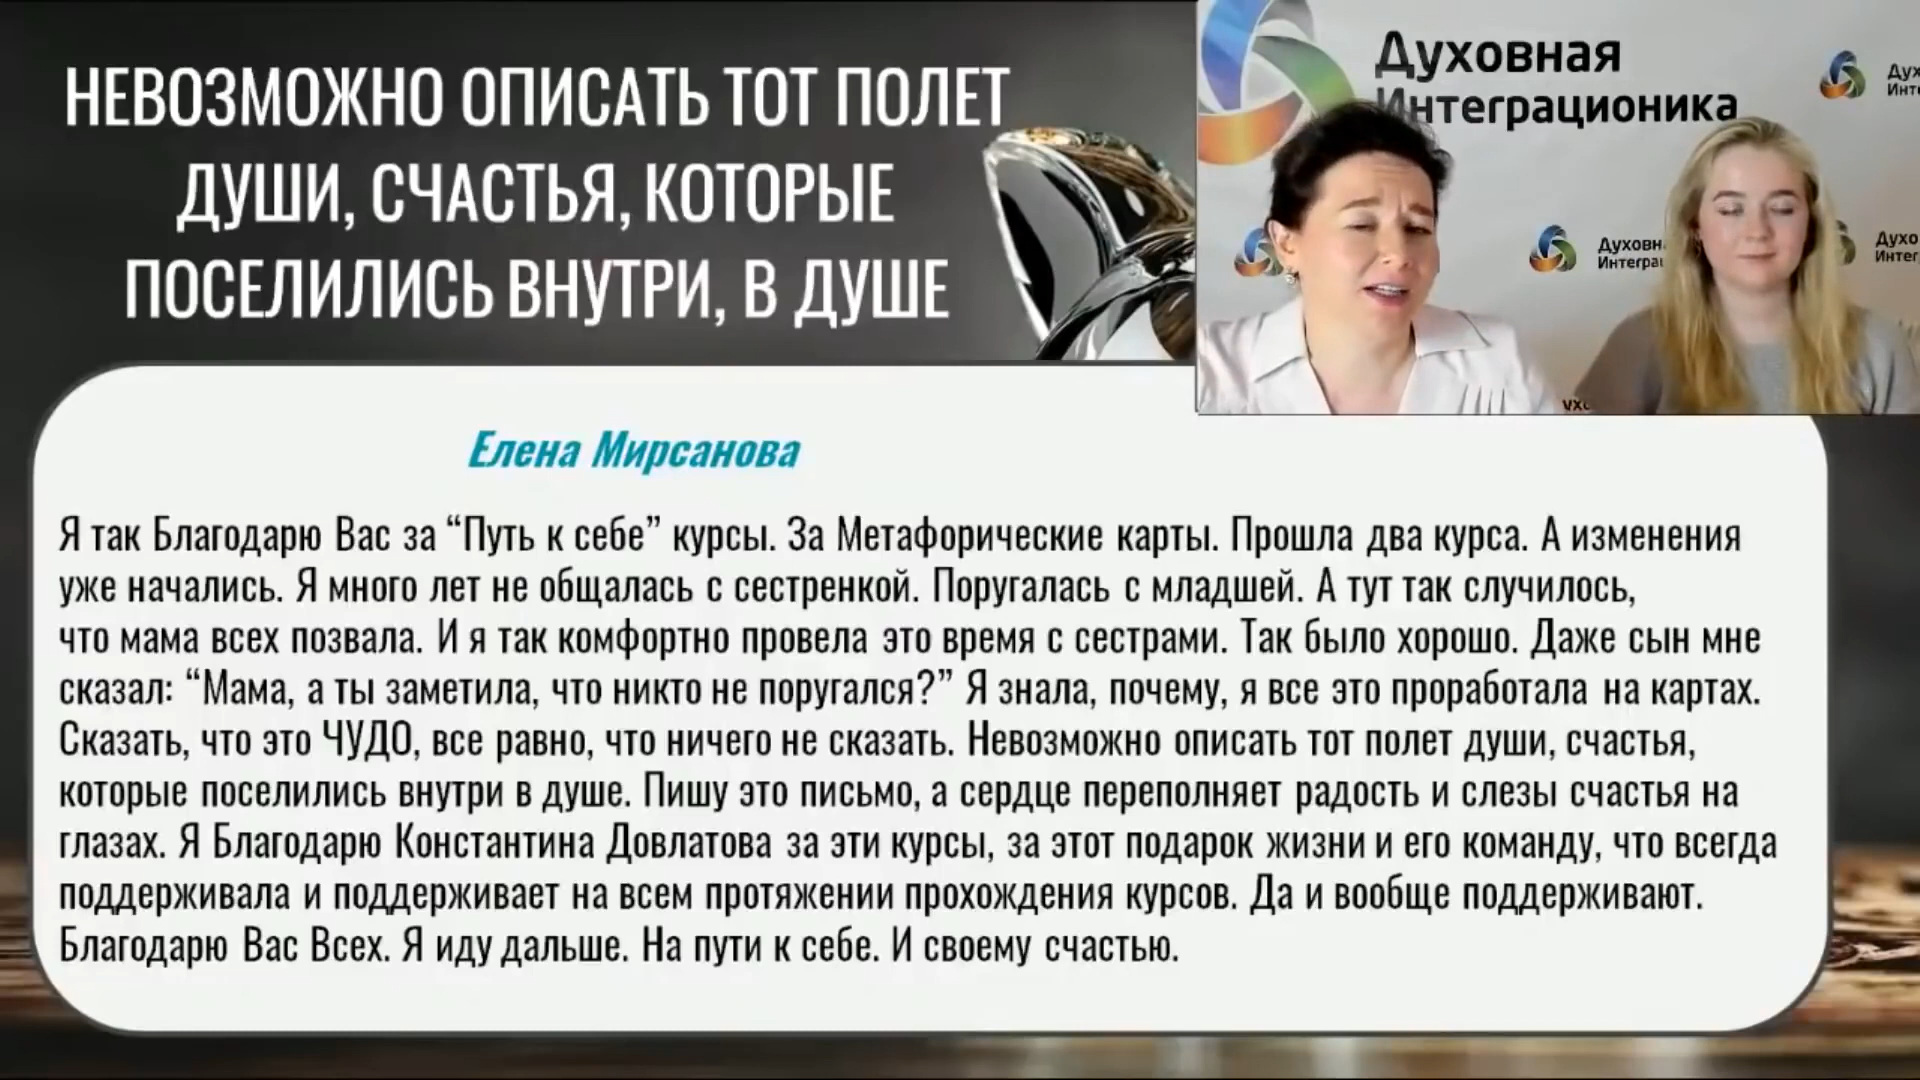 НЕВОЗМОЖНО ОПИСАТЬ ТОТ ПОЛЕТ
ДУШИ, СЧАСТЬЯ, КОТОРЫЕ
ПОСЕЛИЛИСЬ ВНУТРИ, В ДУШЕ
Духовная
Интеграционика
Дух
Инте
Духовн
Интеграц
Духо
Интег
Елена Мирсанова
Я так Благодарю Вас за “Путь к себе” курсы. За Метафорические карты. Прошла два курса. А изменения
уже начались. Я много лет не общалась с сестренкой. Поругалась с младшей. А тут так случилось,
что мама всех позвала. И я так комфортно провела это время с сестрами. Так было хорошо. Даже сын мне
сказал: “Мама, а ты заметила, что никто не поругался?” Я знала, почему, я все это проработала на картах.
Сказать, что это ЧУДО, все равно, что ничего не сказать. Невозможно описать тот полет души, счастья,
которые поселились внутри в душе. Пишу это письмо, а сердце переполняет радость и слезы счастья на
глазах. Я Благодарю Константина Довлатова за эти курсы, за этот подарок жизни и его команду, что всегда
поддерживала и поддерживает на всем протяжении прохождения курсов. Да и вообще поддерживают.
Благодарю Вас Всех. Я иду дальше. На пути к себе. И своему счастью.